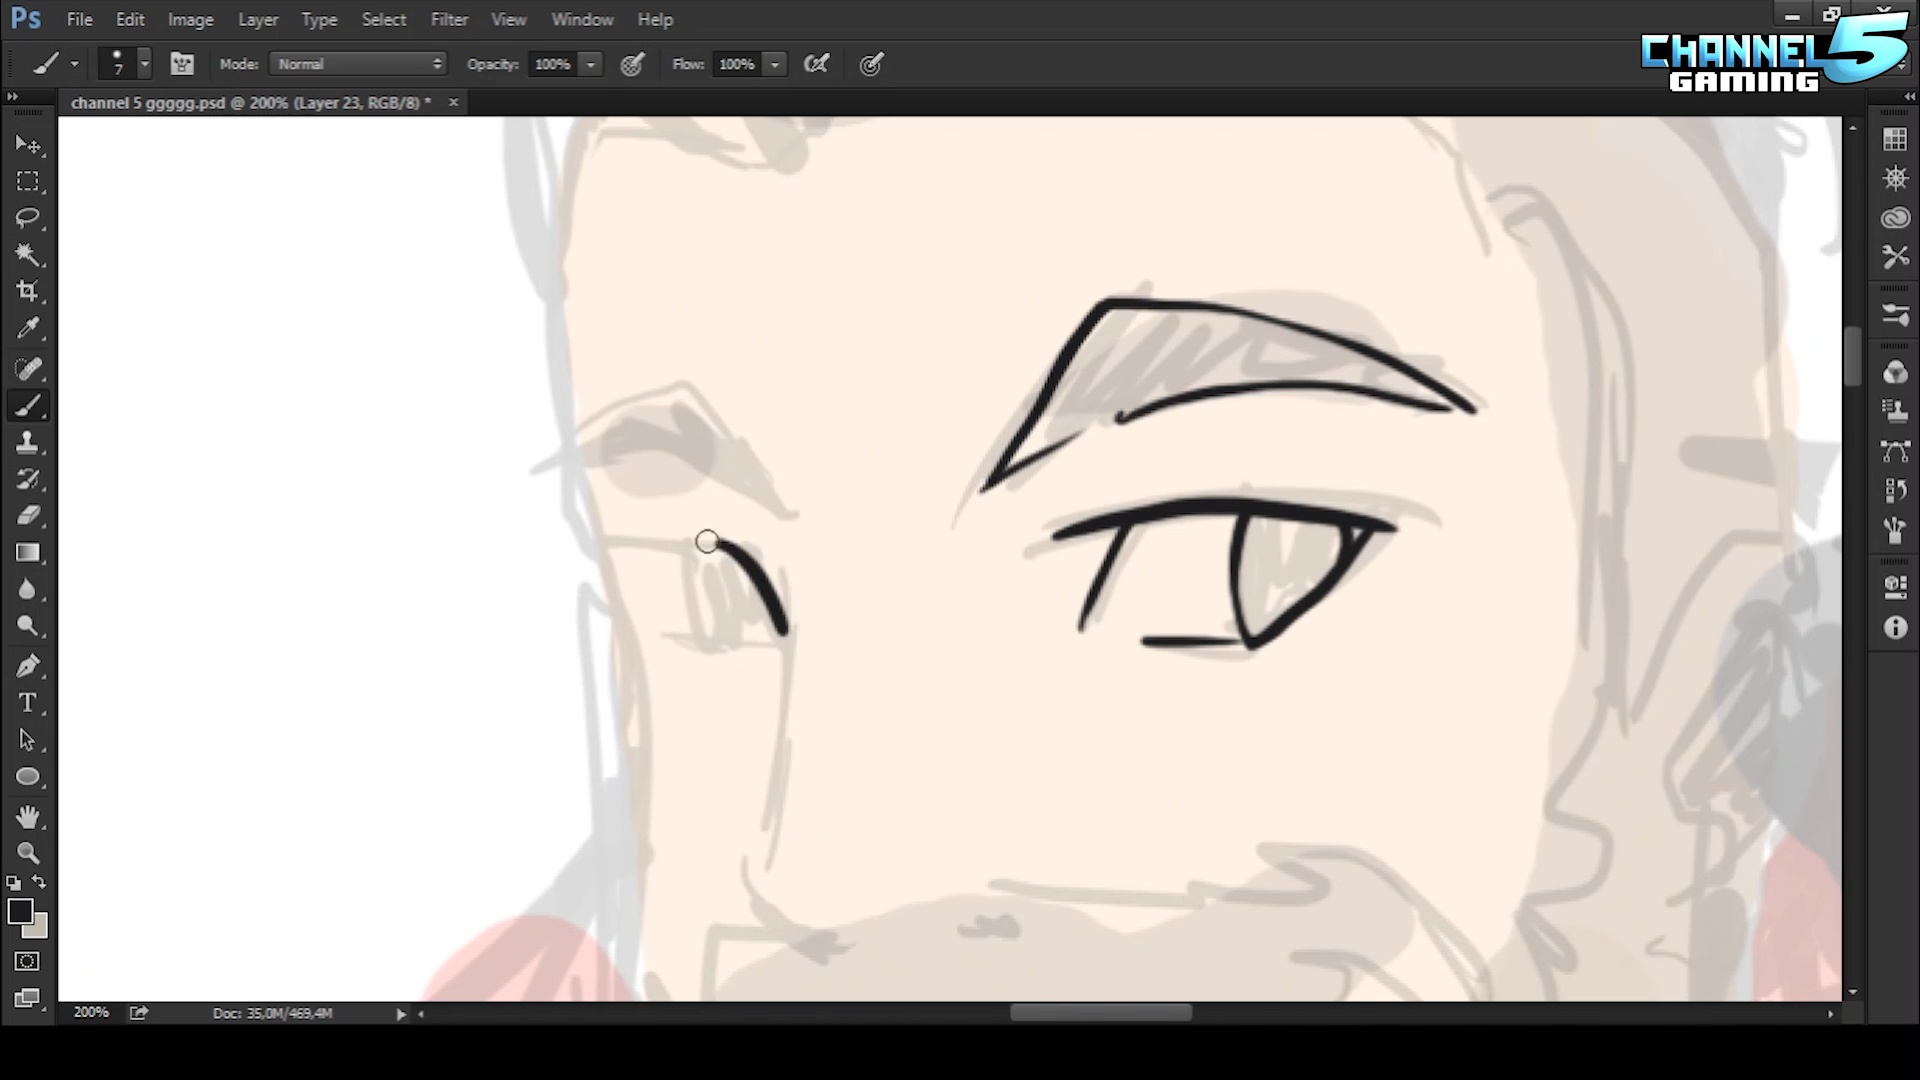 Ps File Edit Image Layer Type Select Filter View Window Help
7 Mode: Normal Opacity: 100% Flow: 100%
CHANNEL 5
GAMING
channel 5 ggggg.psd @ 200% (Layer 23, RGB/8) * ×
T
200% Doc: 35,0M/469,4M